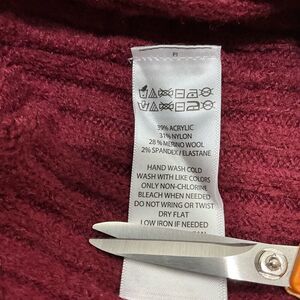 39% ACRYLIC
31% NYLON
28% MERINO WOOL
2% SPANDEX / ELASTANE
HAND WASH COLD
WASH WITH LIKE COLORS
ONLY NON-CHLORINE
BLEACH WHEN NEEDED
DO NOT WRING OR TWIST
DRY FLAT
LOW IRON IF NEEDED